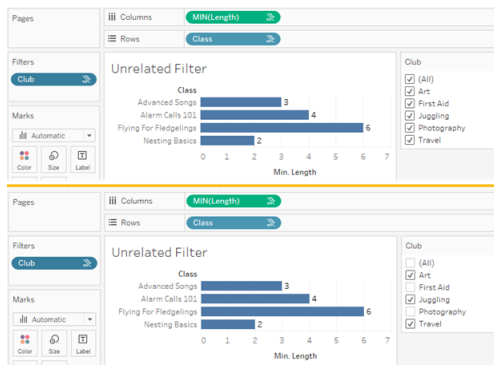 Pages
Columns
MIN(Length)
Rows
Class
Filters
Club
Marks
Automatic
Color
Size
Label
Unrelated Filter
Class
Advanced Songs
3
Alarm Calls 101
4
Flying For Fledgelings
6
Nesting Basics
2
0 1 2 3 4 5 6 7
Min. Length
Club
(All)
Art
First Aid
Juggling
Photography
Travel
Pages
Columns
MIN(Length)
Rows
Class
Filters
Club
Marks
Automatic
Color
Size
Label
Unrelated Filter
Class
Advanced Songs
3
Alarm Calls 101
4
Flying For Fledgelings
6
Nesting Basics
2
0 1 2 3 4 5 6 7
Min. Length
Club
(All)
Art
First Aid
Juggling
Photography
Travel